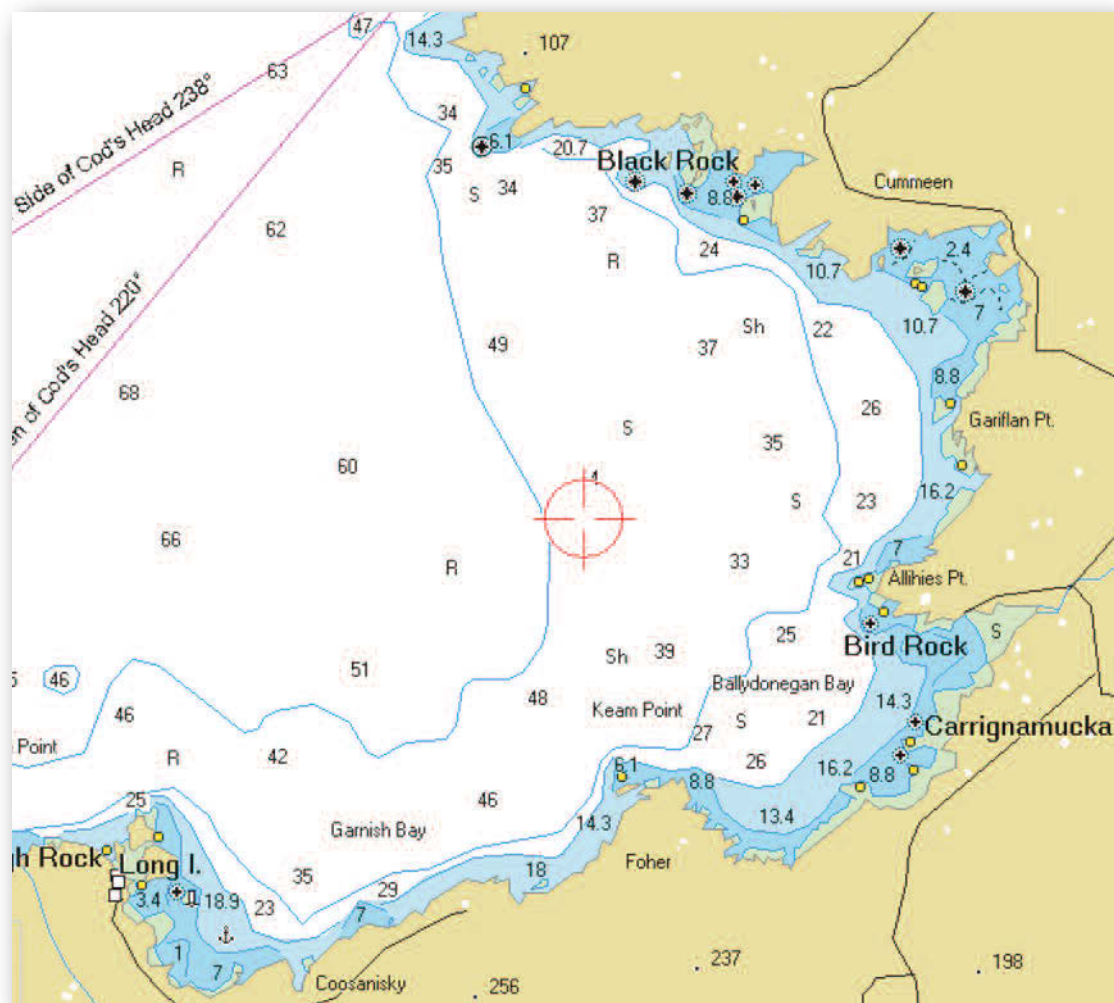 47
14.3
107
63
Side of Cod's Head 238°
34
6.1
20.7
Black Rock
35
R
S
34
8.8
Cummeen
37
62
24
2.4
R
10.7
7
10.7
Sh
22
49
37
8.8
68
26
Gariflan Pt.
of Cod's Head 220°
S
35
60
4
16.2
S
23
66
7
21
R
33
Allihies Pt.
25
S
Bird Rock
Sh
39
51
46
Ballydonegan Bay
48
14.3
46
Keam Point
S
21
Carrignamucka
27
Point
R
42
26
6.1
16.2
8.8
8.8
25
46
13.4
Garnish Bay
14.3
Rock
Long I.
Foher
18
35
29
3.4
18.9
23
7
1
7
237
198
Coosanisky
256